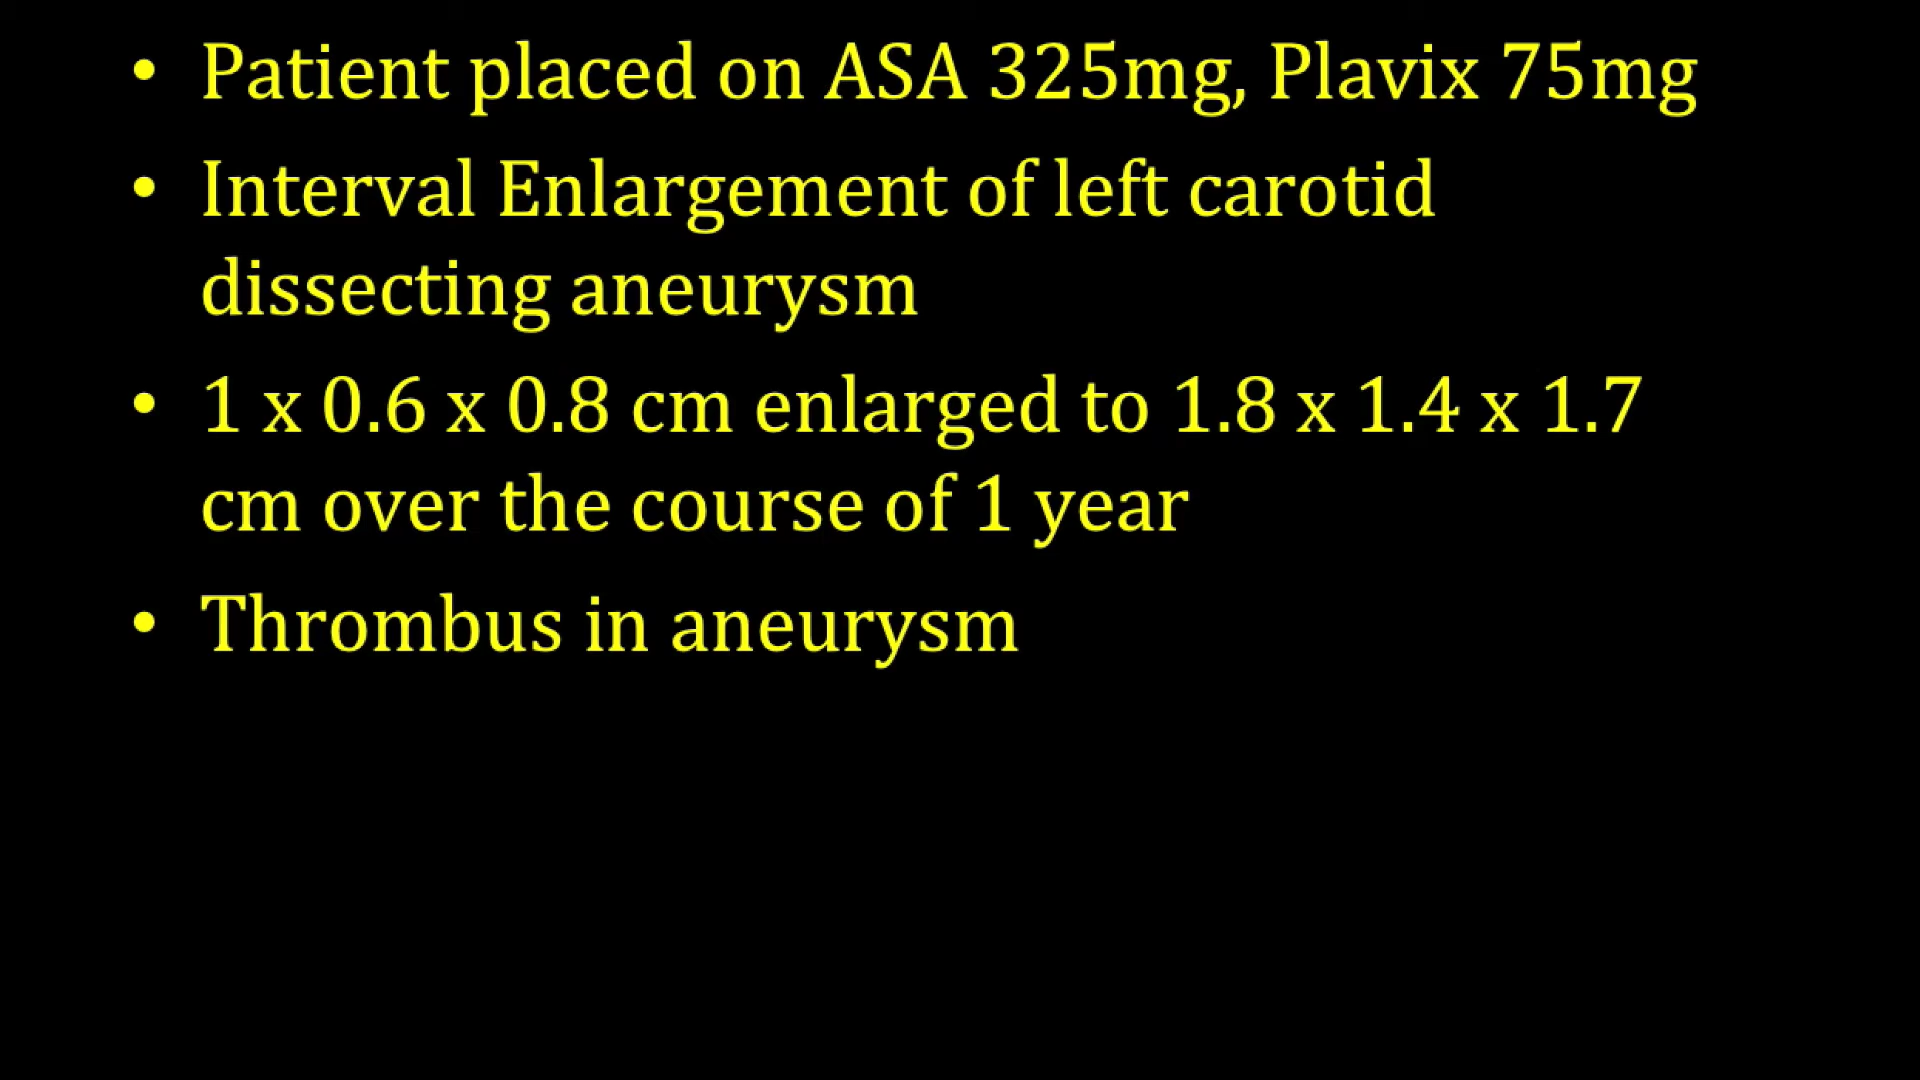 • Patient placed on ASA 325mg, Plavix 75mg
• Interval Enlargement of left carotid
dissecting aneurysm
• 1 x 0.6 x 0.8 cm enlarged to 1.8 x 1.4 x 1.7
cm over the course of 1 year
• Thrombus in aneurysm